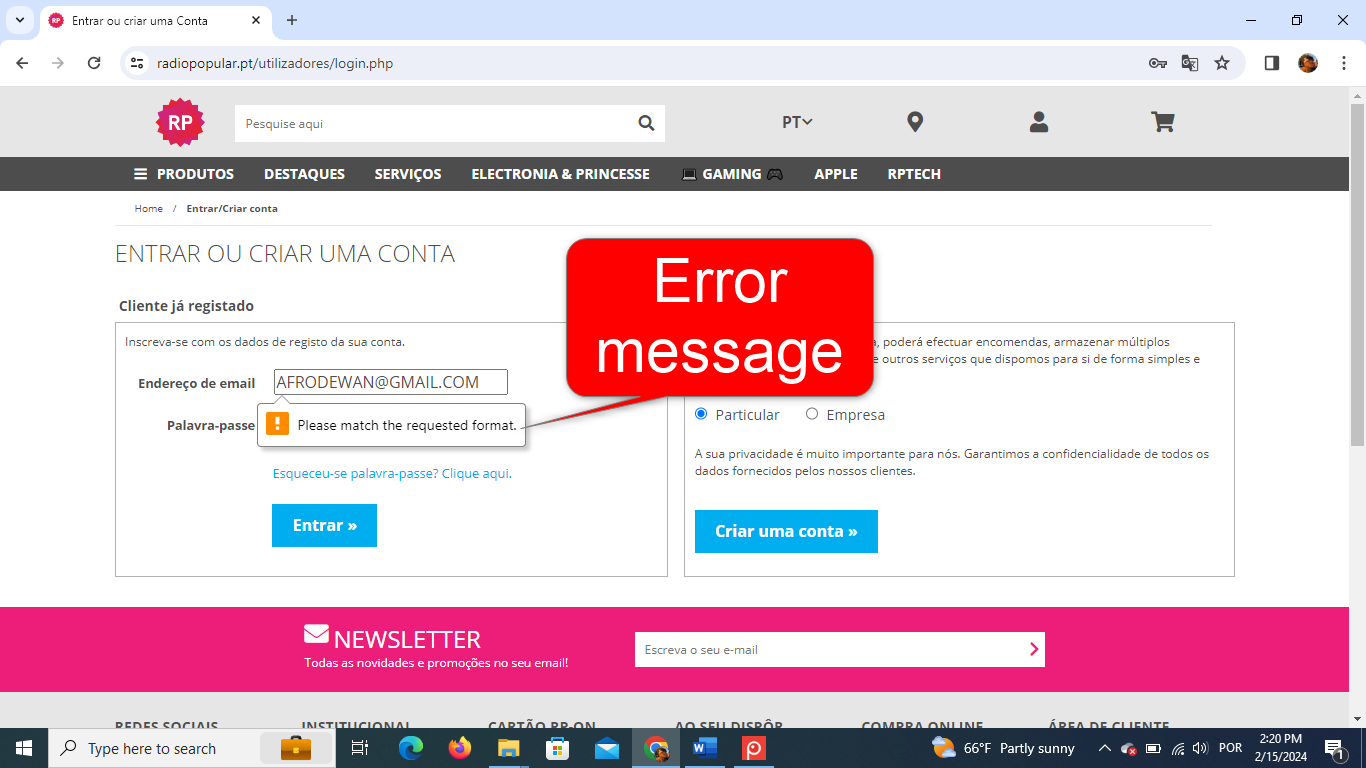 Entrar ou criar uma Conta
radiopopular.pt/utilizadores/login.php
RP
Pesquise aqui
PT
PRODUTOS DESTAQUES SERVIÇOS ELECTRONIA & PRINCESSE GAMING APPLE RPTECH
Home / Entrar/Criar conta
ENTRAR OU CRIAR UMA CONTA
Error
message
Cliente já registado
Inscreva-se com os dados de registo da sua conta.
Endereço de email AFRODEWAN@GMAIL.COM
Palavra-passe
Please match the requested format.
Esqueceu-se palavra-passe? Clique aqui.
Entrar »
, poderá efectuar encomendas, armazenar múltiplos
e outros serviços que dispomos para si de forma simples e
Particular Empresa
A sua privacidade é muito importante para nós. Garantimos a confidencialidade de todos os
dados fornecidos pelos nossos clientes.
Criar uma conta »
NEWSLETTER
Todas as novidades e promoções no seu email!
Escreva o seu e-mail
REDES SOCIAIS INSTITUCIONAL CARTÃO RP-ON AO SEU DISPÔR COMPRA ONLINE ÁREA DE CLIENTE
Type here to search
66°F Partly sunny
POR
2:20 PM
2/15/2024
1